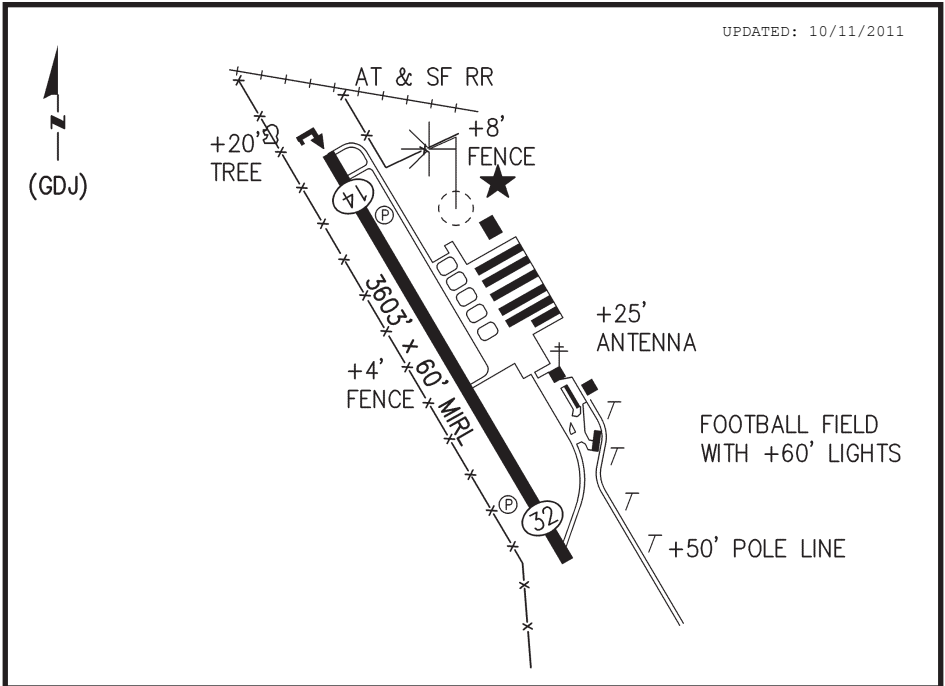 UPDATED: 10/11/2011
AT & SF RR
N
(GDJ)
+20'
TREE
+8'
FENCE
14
P
3603' x 60' MIRL
+25'
ANTENNA
+4'
FENCE
FOOTBALL FIELD
WITH +60' LIGHTS
P
32
+50' POLE LINE